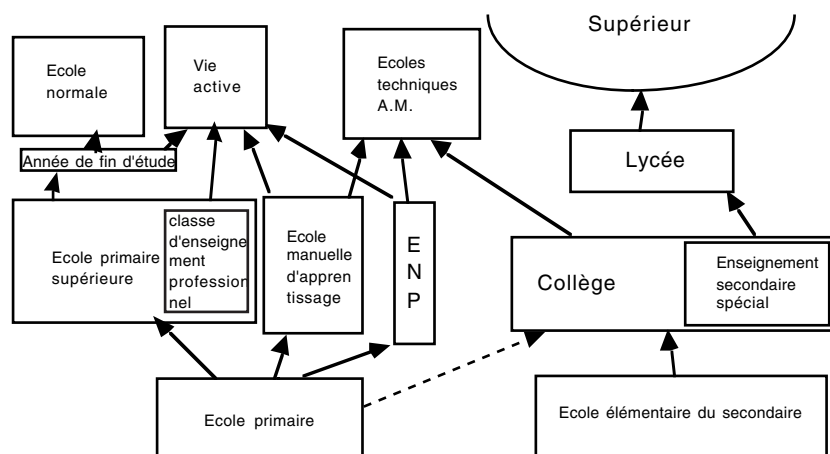 Supérieur
Ecole
normale
Vie
active
Ecoles
techniques
A.M.
Lycée
Année de fin d'étude
Ecole primaire
supérieure
classe
d'enseigne
ment
profession
nel
Ecole
manuelle
d'appren
tissage
E
N
P
Collège
Enseignement
secondaire
spécial
Ecole primaire
Ecole élémentaire du secondaire